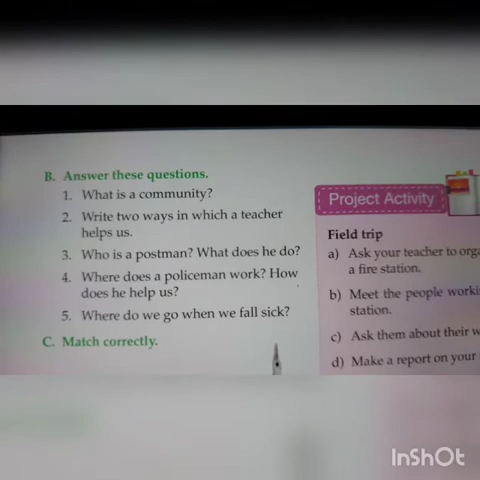 B. Answer these questions.
1. What is a community?
2. Write two ways in which a teacher
helps us.
3. Who is a postman? What does he do?
4. Where does a policeman work? How
does he help us?
5. Where do we go when we fall sick?
C. Match correctly.
Project Activity
Field trip
a) Ask your teacher to
a fire station.
b) Meet the people
station.
c) Ask them about their
d) Make a report on your
InShOt